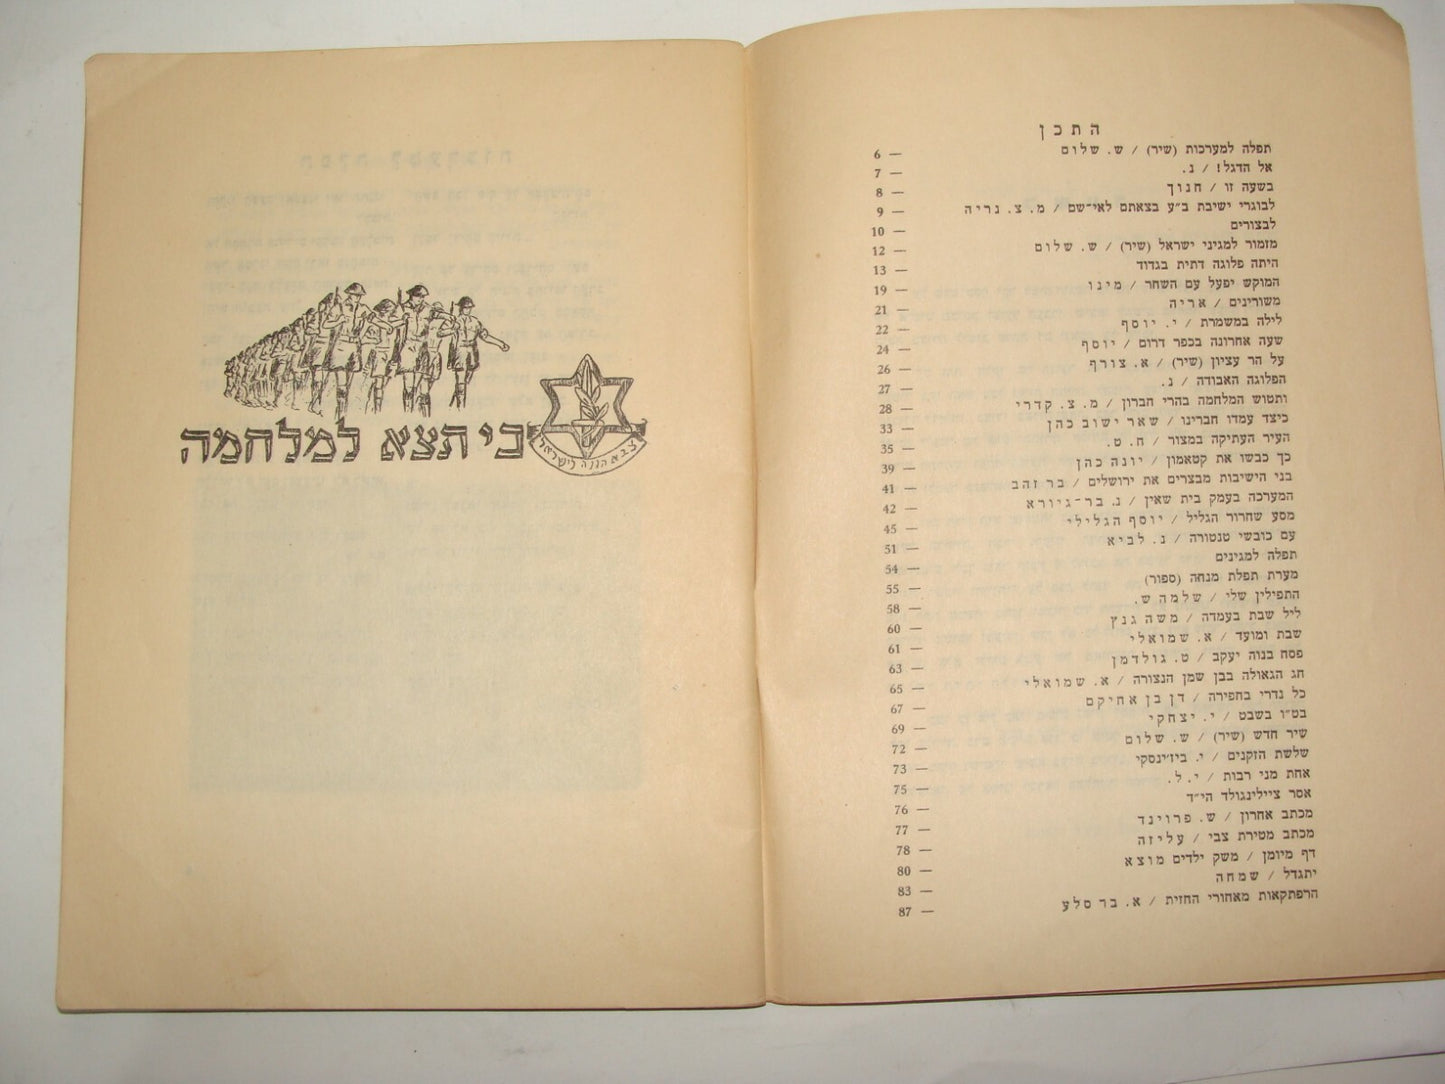 התכן
תפלה למערכות (שיר) / ש. שלום — 6
אל הדגל! / נ. — 7
בשעה זו / חנוך — 8
לבוגרי ישיבת ב״ע בצאתם לאי־שם / מ. צ. נריה — 9
לבצורים — 10
מזמור למגיני ישראל (שיר) / ש. שלום — 12
היתה פלוגה דתית בגדוד — 13
המוקש יפעל עם השחר / מינו — 19
משורינים / אריה — 21
לילה במשמרת / י. יוסף — 22
שעה אחרונה בכפר דרום / יוסף — 24
על הר עציון (שיר) / א. צורף — 26
הפלוגה האבודה / נ. — 27
ותטוש המלחמה בהרי חברון / מ. צ. קדרי — 28
כיצד עמדו חברינו / שאר ישוב כהן — 33
העיר העתיקה במצור / ח. ט. — 35
כך כבשו את קטאמון / יונה כהן — 39
בני הישיבות מבצרים את ירושלים / בר זהב — 41
המערכה בעמק בית שאין / נ. בר־גיורא — 42
מסע שחרור הגליל / יוסף הגלילי — 45
עם כובשי טנטורה / נ. לביא — 51
תפלה למגינים — 54
מערת תפלת מנחה (ספור) — 55
התפילין שלי / שלמה ש. — 58
ליל שבת בעמדה / משה גנץ — 60
שבת ומועד / א. שמואלי — 61
פסח בנוה יעקב / ט. גולדמן — 63
חג הגאולה בבן שמן הנצורה / א. שמואלי — 65
כל נדרי בחפירה / דן בן אחיקם — 67
בט״ו בשבט / י. יצחקי — 69
שיר חדש (שיר) / ש. שלום — 72
שלשת הזקנים / י. ביז׳ינסקי — 73
אחת מני רבות / י. ל. — 75
אסר ציילינגולד הי״ד — 76
מכתב אחרון / ש. פרוינד — 77
מכתב מטירת צבי / עליזה — 78
דף מיומן / משק ילדים מוצא — 80
יתגדל / שמחה — 83
הרפתקאות מאחורי החזית / א. בר סלע — 87
כי תצא למלחמה
צבא הגנה לישראל